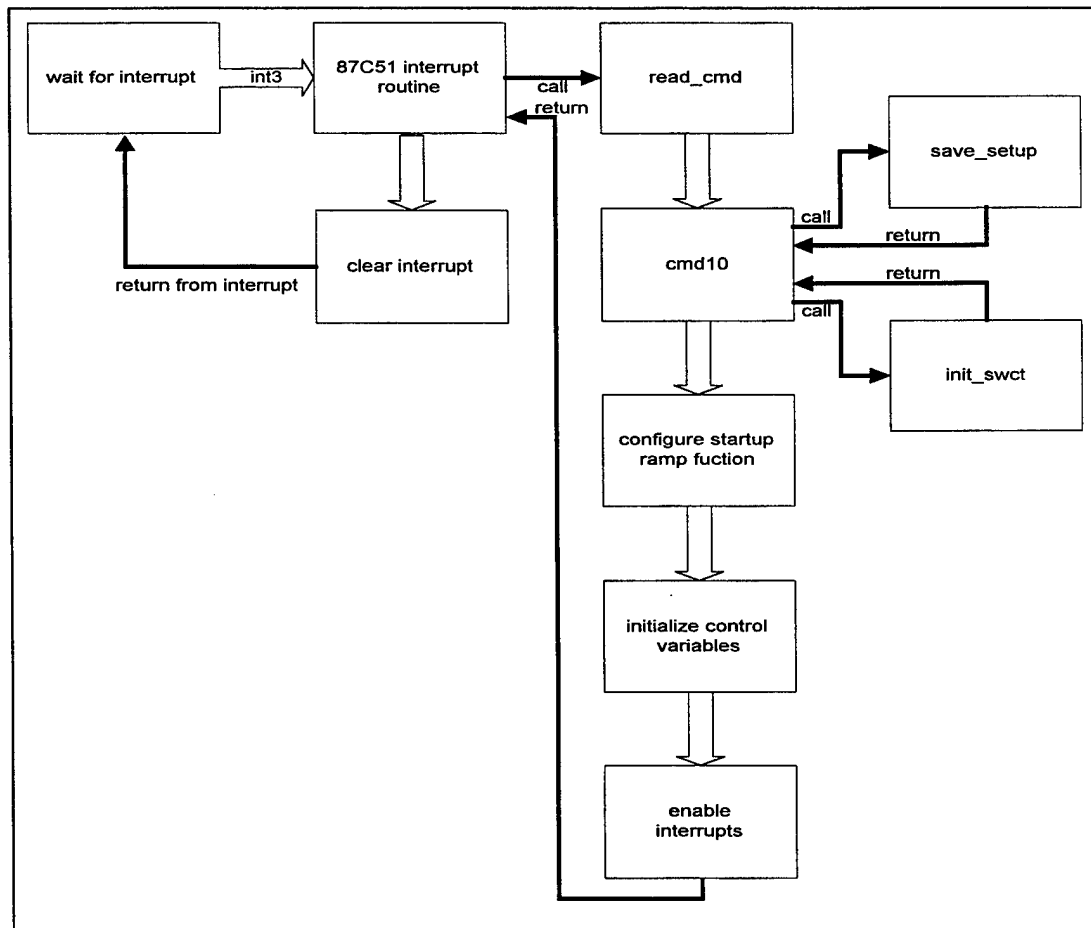 wait for interrupt
int3
87C51 interrupt
routine
call
return
read_cmd
save_setup
call
return
cmd10
return
call
init_swct
clear interrupt
return from interrupt
configure startup
ramp fuction
initialize control
variables
enable
interrupts